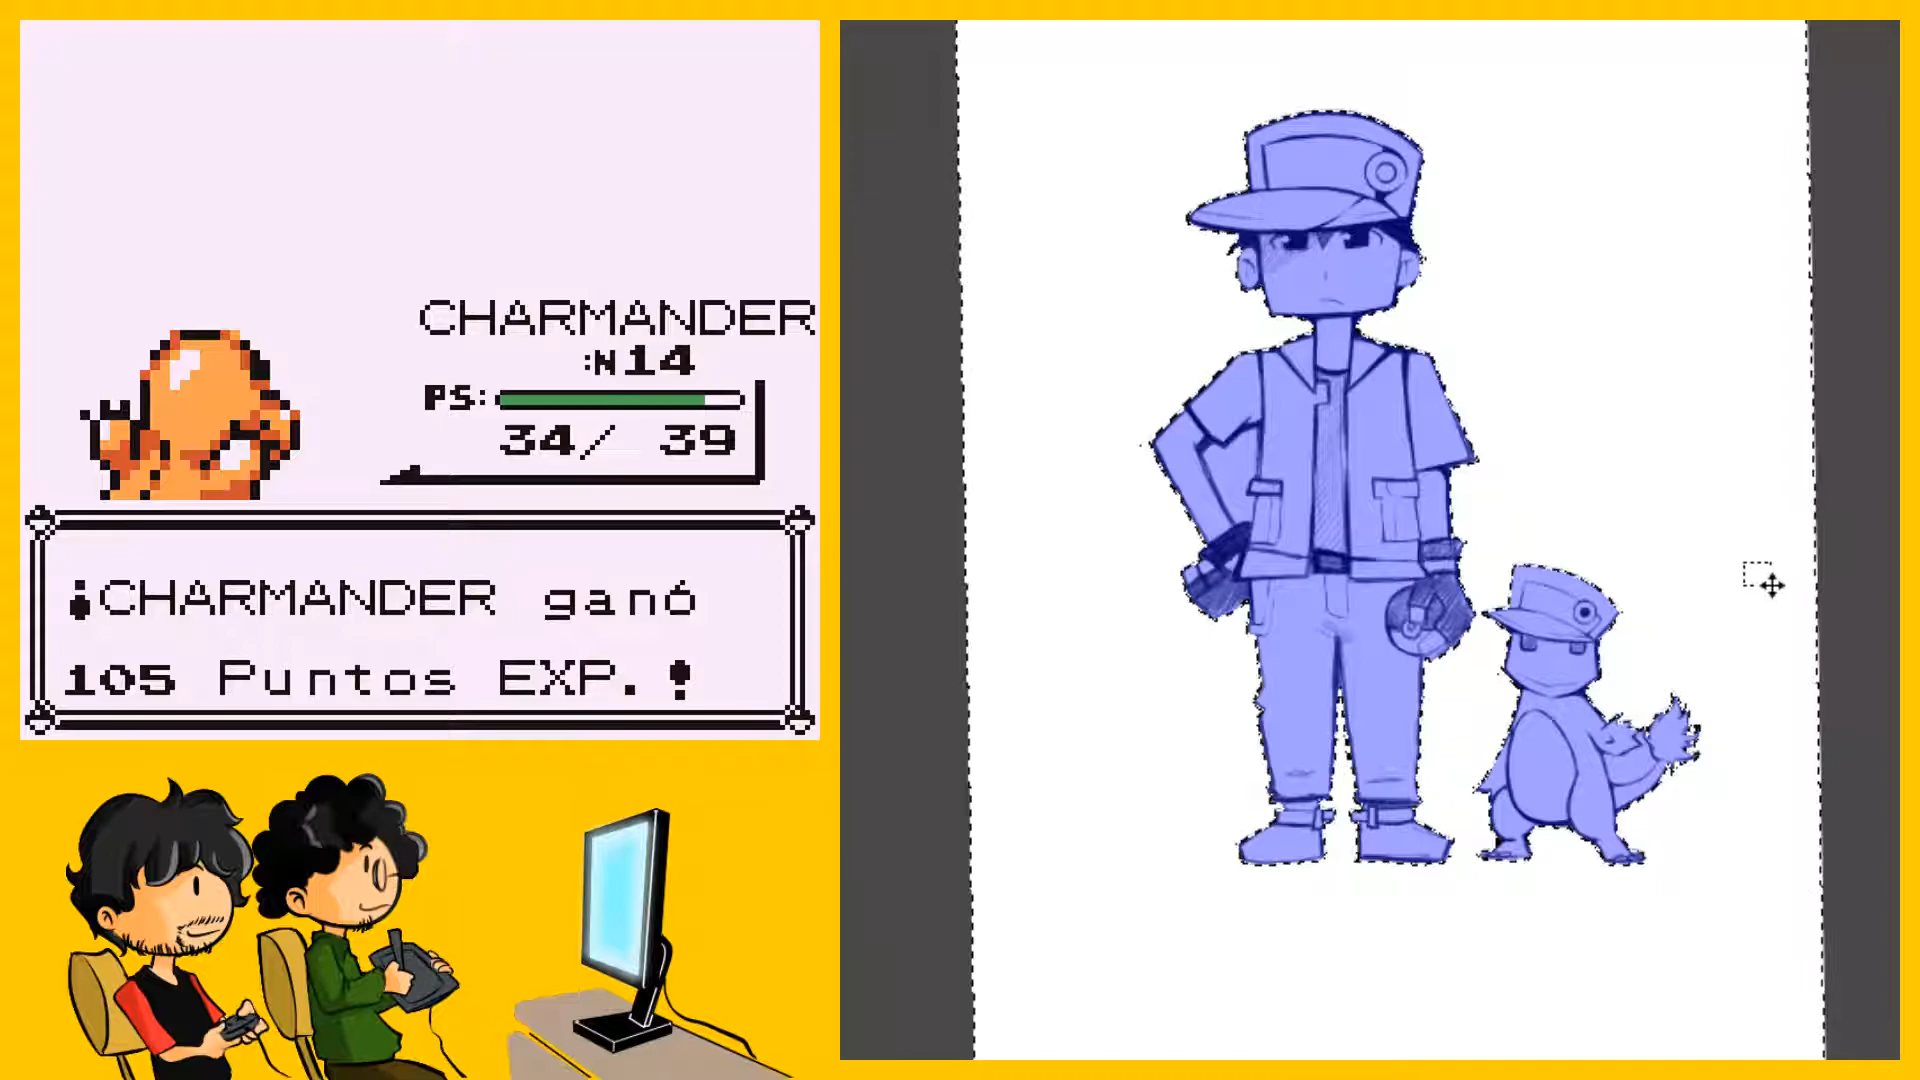 CHARMANDER
:N14
PS:
34/ 39
¡CHARMANDER ganó
105 Puntos EXP.!